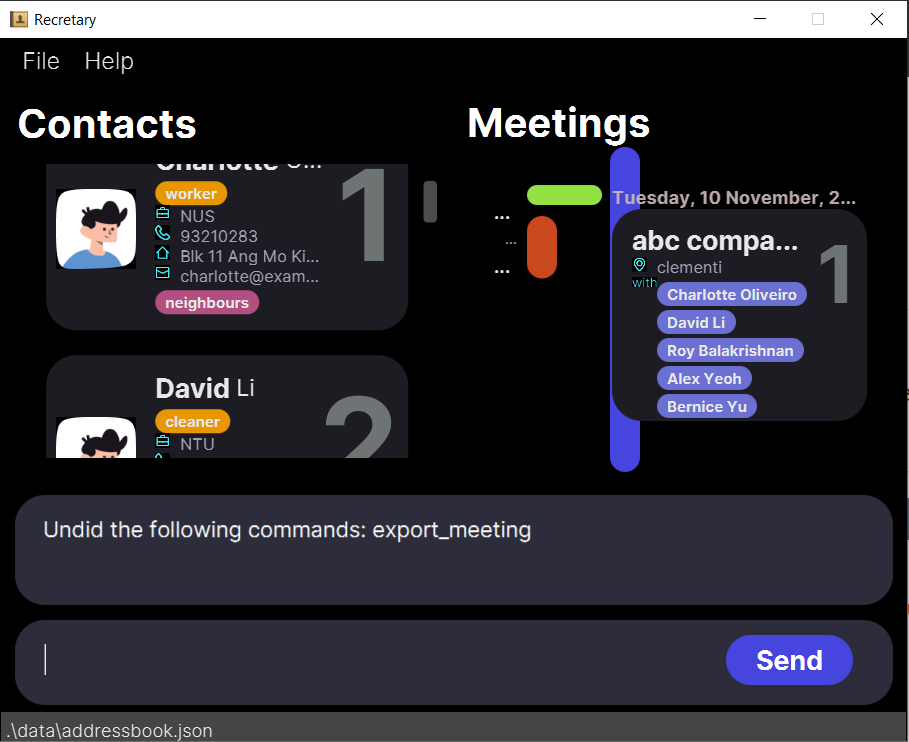 Recretary
File Help
Contacts
Charlotte O...
worker
NUS
93210283
Blk 11 Ang Mo Ki...
charlotte@exam...
neighbours
1
David Li
cleaner
NTU
2
Meetings
...
...
...
Tuesday, 10 November, 2...
abc compa...
1
clementi
with
Charlotte Oliveiro
David Li
Roy Balakrishnan
Alex Yeoh
Bernice Yu
Undid the following commands: export_meeting
Send
.\data\addressbook.json